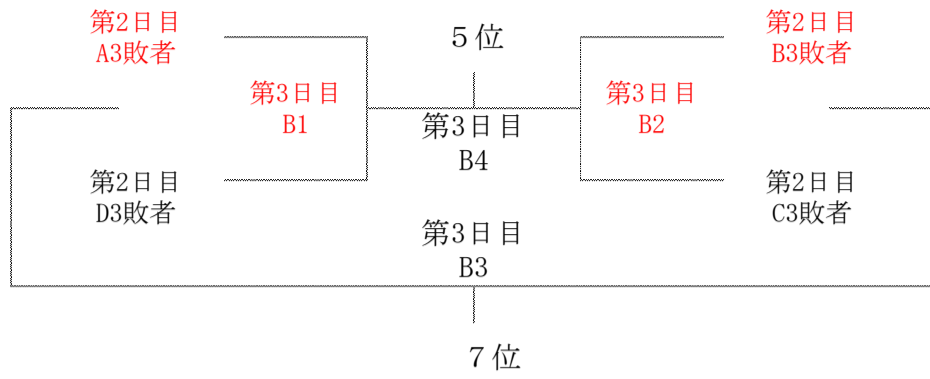 第2日目
A3敗者
５位
第2日目
B3敗者
第3日目
B1
第3日目
B4
第3日目
B2
第2日目
D3敗者
第2日目
C3敗者
第3日目
B3
７位